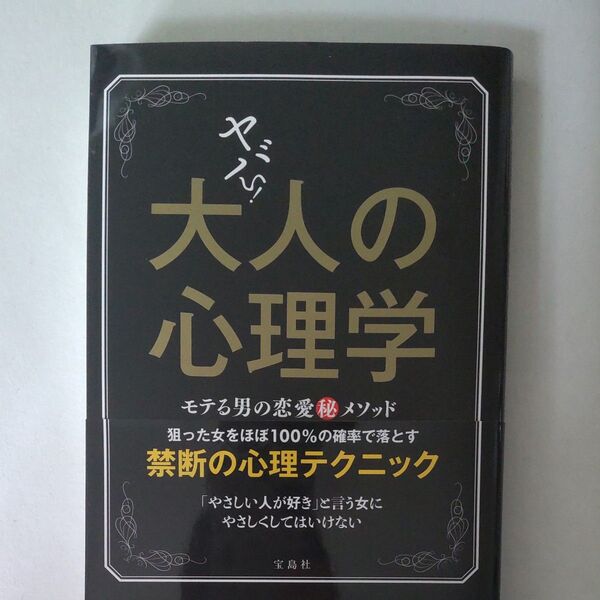 ヤバい!
大人の
心理学
モテる男の恋愛㊙メソッド
狙った女をほぼ100%の確率で落とす
禁断の心理テクニック
「やさしい人が好き」と言う女に
やさしくしてはいけない
宝島社